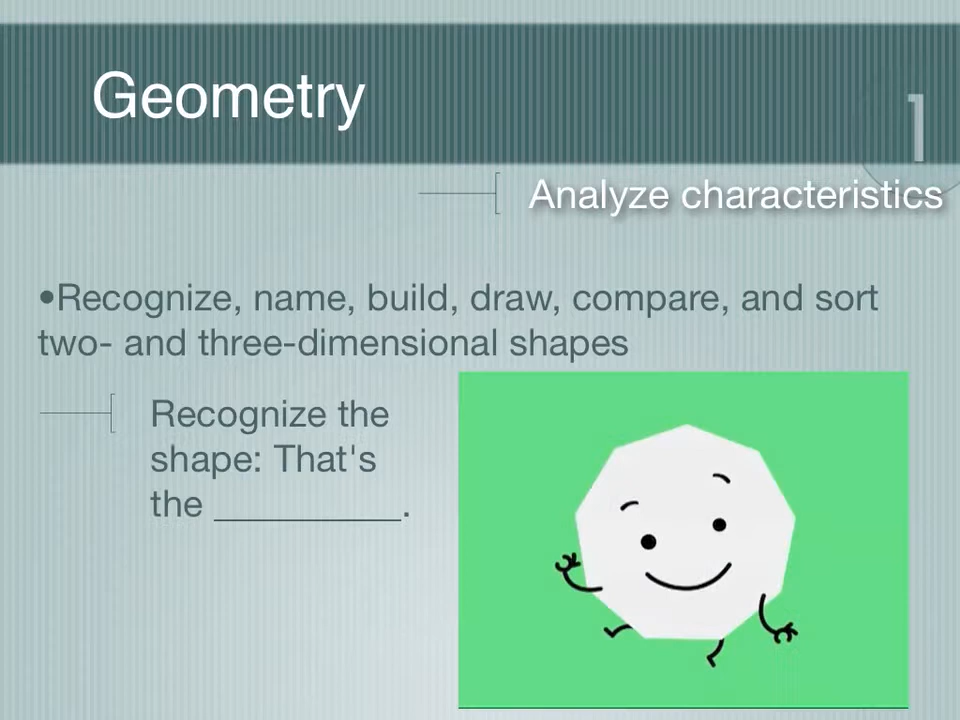 Geometry
1
Analyze characteristics
•Recognize, name, build, draw, compare, and sort
two- and three-dimensional shapes
Recognize the
shape: That's
the _________.